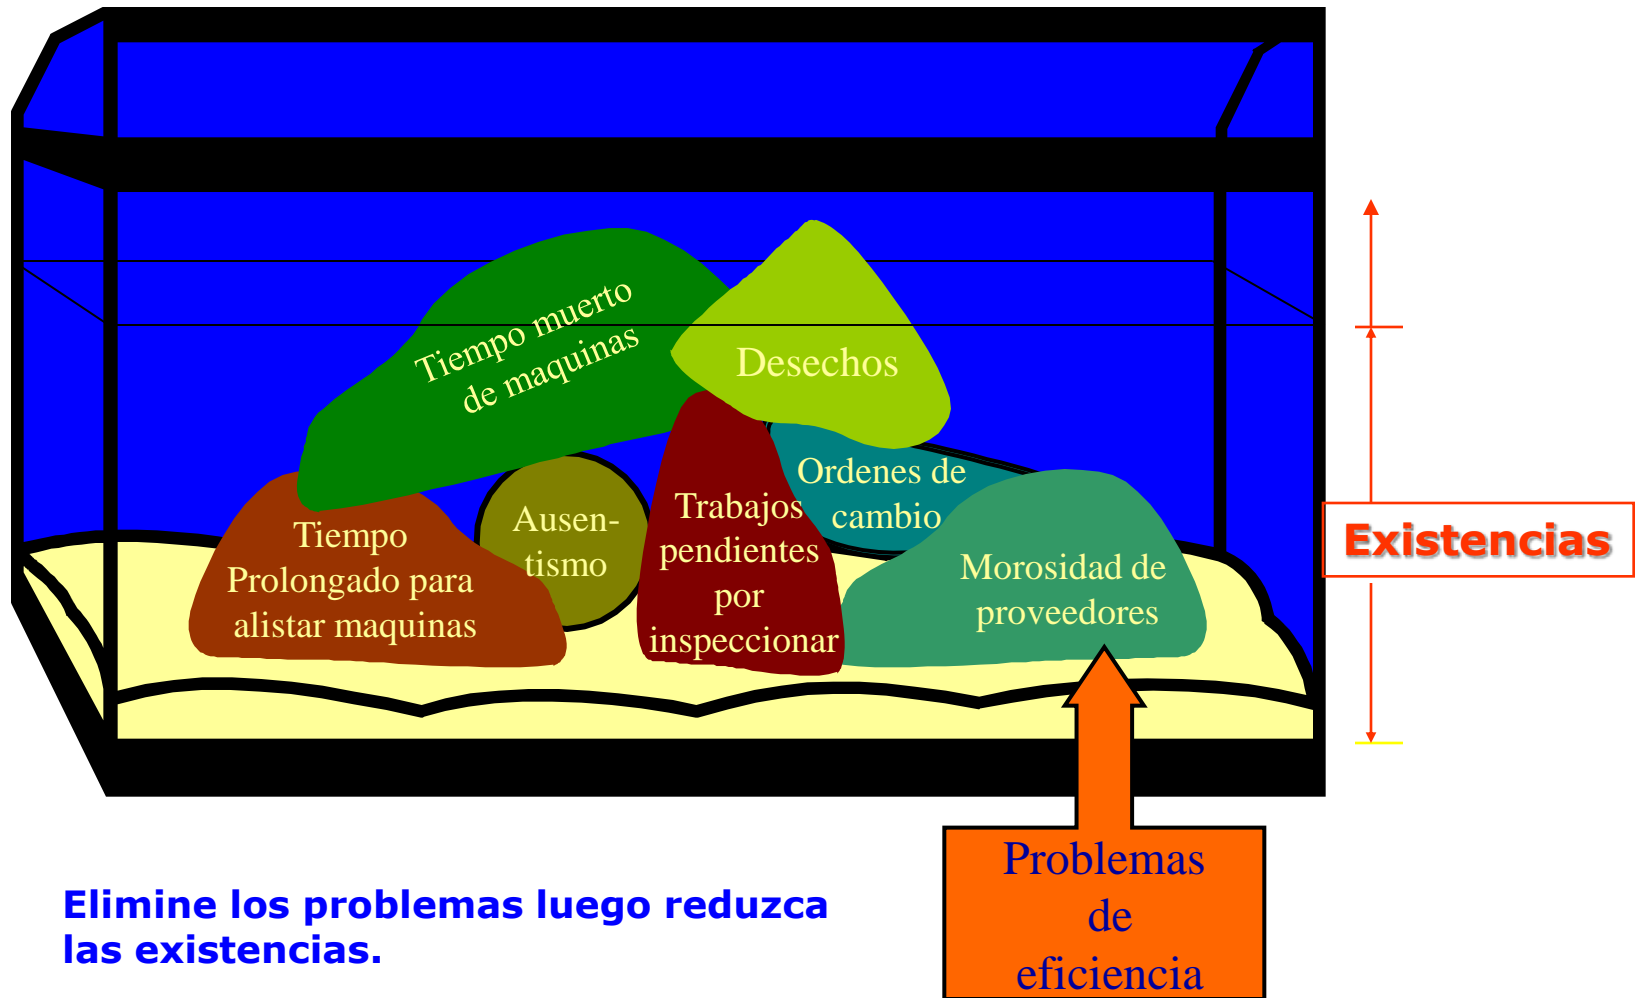 Tiempo muerto
de maquinas
Desechos
Ordenes de
cambio
Trabajos
pendientes
por
inspeccionar
Ausen-
tismo
Tiempo
Prolongado para
alistar maquinas
Morosidad de
proveedores
Existencias
Problemas
de
eficiencia
Elimine los problemas luego reduzca
las existencias.